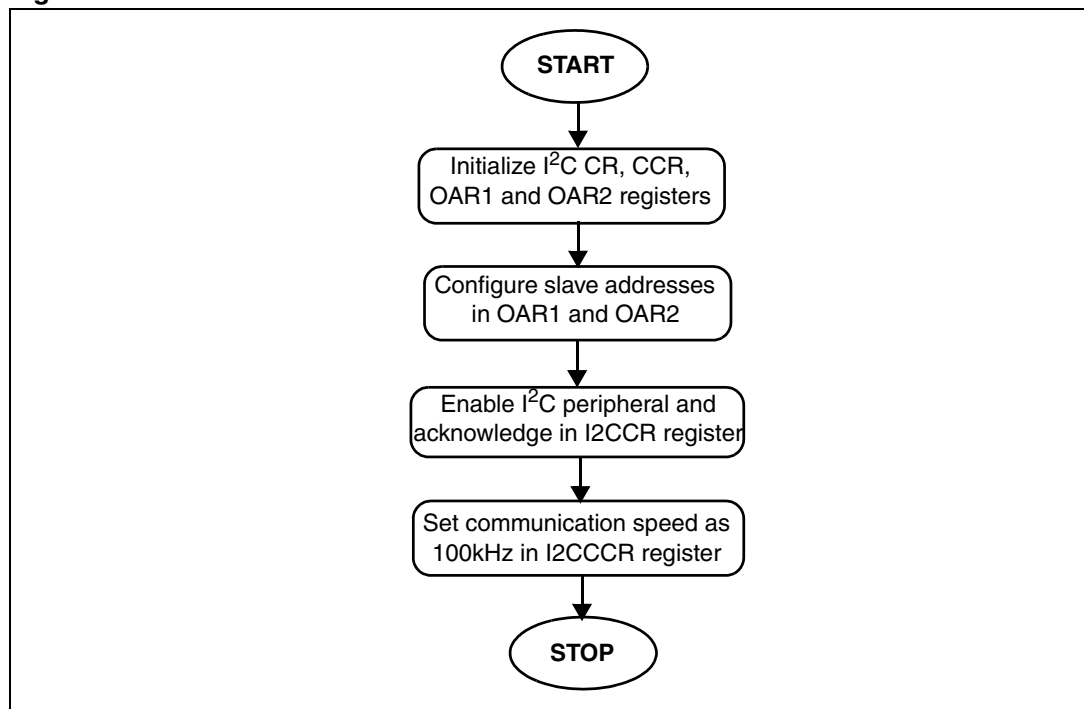 START
Initialize I²C CR, CCR,
OAR1 and OAR2 registers
Configure slave addresses
in OAR1 and OAR2
Enable I²C peripheral and
acknowledge in I2CCR register
Set communication speed as
100kHz in I2CCCR register
STOP